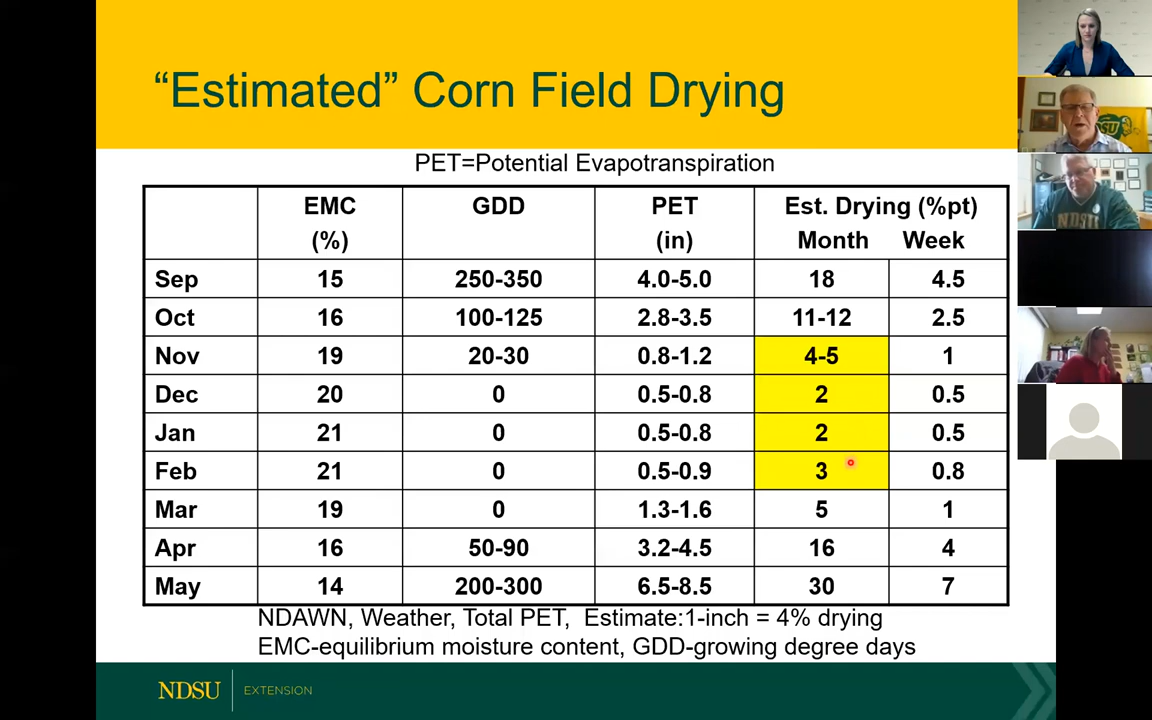 “Estimated” Corn Field Drying
PET=Potential Evapotranspiration
EMC (%) GDD PET (in) Est. Drying (%pt) Month Week
Sep 15 250-350 4.0-5.0 18 4.5
Oct 16 100-125 2.8-3.5 11-12 2.5
Nov 19 20-30 0.8-1.2 4-5 1
Dec 20 0 0.5-0.8 2 0.5
Jan 21 0 0.5-0.8 2 0.5
Feb 21 0 0.5-0.9 3 0.8
Mar 19 0 1.3-1.6 5 1
Apr 16 50-90 3.2-4.5 16 4
May 14 200-300 6.5-8.5 30 7
NDAWN, Weather, Total PET, Estimate:1-inch = 4% drying
EMC-equilibrium moisture content, GDD-growing degree days
NDSU EXTENSION
NDSU